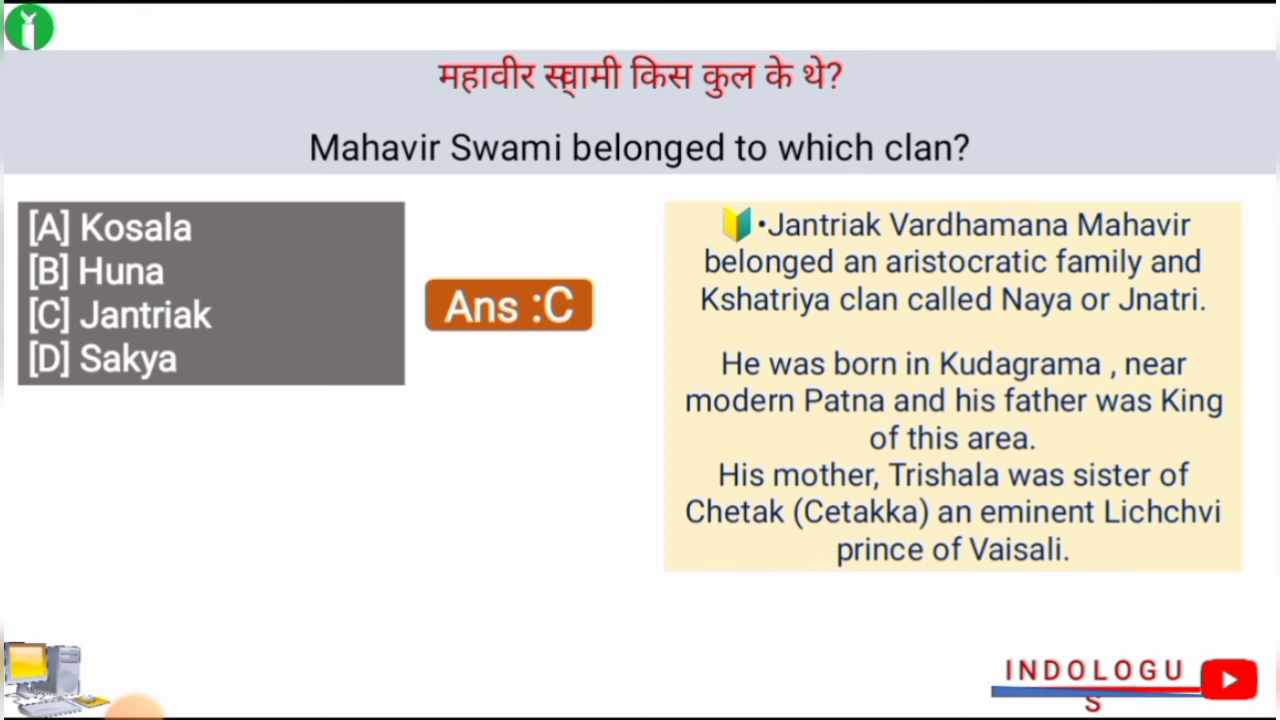 महावीर स्वामी किस कुल के थे?
Mahavir Swami belonged to which clan?
[A] Kosala
[B] Huna
[C] Jantriak
[D] Sakya
Ans :C
•Jantriak Vardhamana Mahavir
belonged an aristocratic family and
Kshatriya clan called Naya or Jnatri.
He was born in Kudagrama , near
modern Patna and his father was King
of this area.
His mother, Trishala was sister of
Chetak (Cetakka) an eminent Lichchvi
prince of Vaisali.
INDOLOGU
S